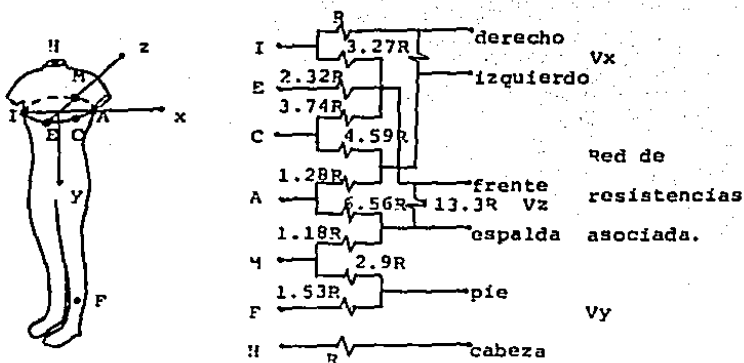 H
z
M
I
A
x
E
C
y
F
R
I
3.27R
derecho
Vx
izquierdo
E
2.32R
3.74R
C
4.59R
1.28R
Red de
frente
A
6.56R
13.3R
Vz
resistencias
1.18R
espalda
asociada.
M
2.9R
1.53R
pie
F
Vy
H
R
cabeza